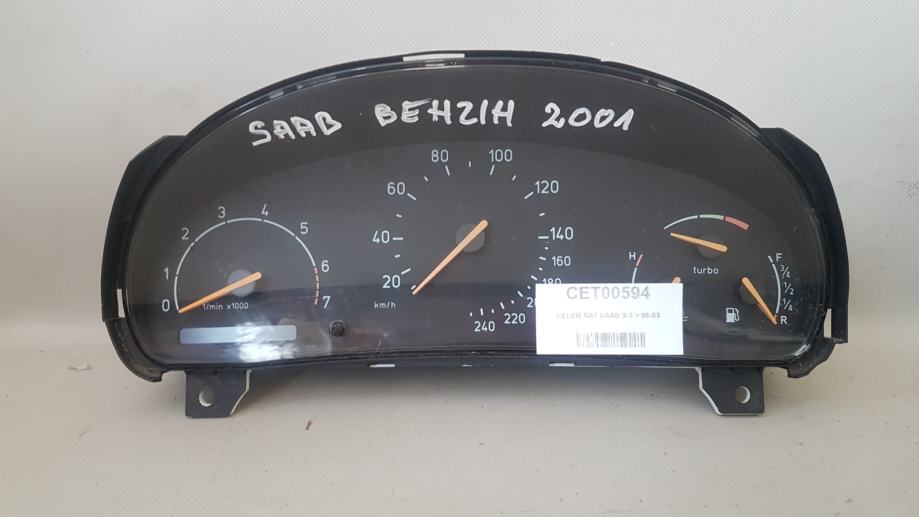 SAAB BEHZIH 2001
80 100
60 120
40 140
20 160
km/h 180
240 220
4
3 5
2 6
1 7
0
1/min x1000
turbo
H
F
3/4
1/2
1/4
R
CET00594
CELER SAT SAAB 9-3 > 98-03